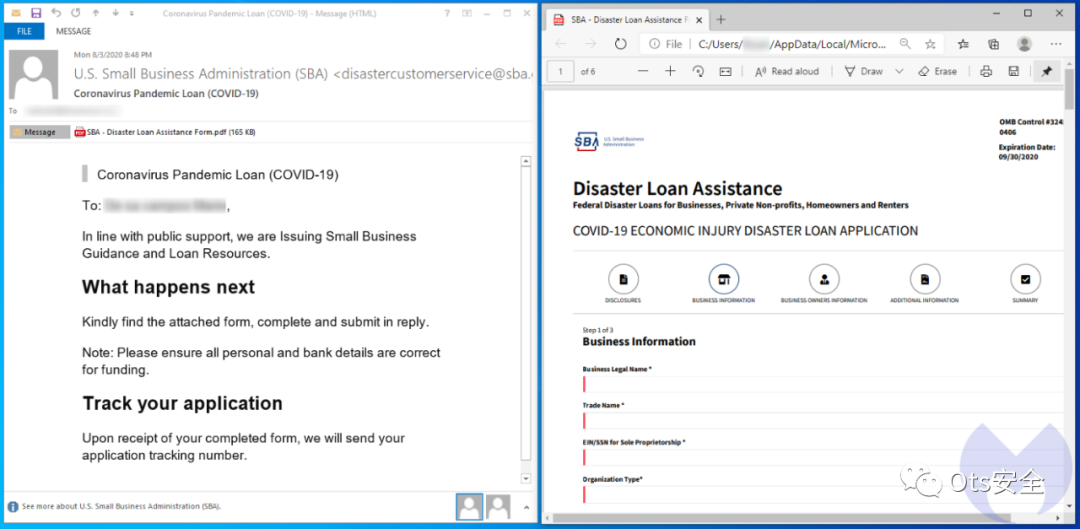 Coronavirus Pandemic Loan (COVID-19) - Message (HTML)
FILE MESSAGE
Mon 8/3/2020 8:48 PM
U.S. Small Business Administration (SBA) <disastercustomerservice@sba.
Coronavirus Pandemic Loan (COVID-19)
To
Message SBA - Disaster Loan Assistance Form.pdf (165 KB)
Coronavirus Pandemic Loan (COVID-19)
To:
In line with public support, we are Issuing Small Business
Guidance and Loan Resources.
What happens next
Kindly find the attached form, complete and submit in reply.
Note: Please ensure all personal and bank details are correct
for funding.
Track your application
Upon receipt of your completed form, we will send your
application tracking number.
See more about U.S. Small Business Administration (SBA).
SBA - Disaster Loan Assistance F
File C:/Users/ /AppData/Local/Micro...
1 of 6 Read aloud Draw Erase
OMB Control #324
0406
Expiration Date:
09/30/2020
SBA U.S. Small Business
Administration
Disaster Loan Assistance
Federal Disaster Loans for Businesses, Private Non-profits, Homeowners and Renters
COVID-19 ECONOMIC INJURY DISASTER LOAN APPLICATION
DISCLOSURES BUSINESS INFORMATION BUSINESS OWNERS INFORMATION ADDITIONAL INFORMATION SUMMARY
Step 1 of 3
Business Information
Business Legal Name *
Trade Name *
EIN/SSN for Sole Proprietorship *
Organization Type*
Ots安全